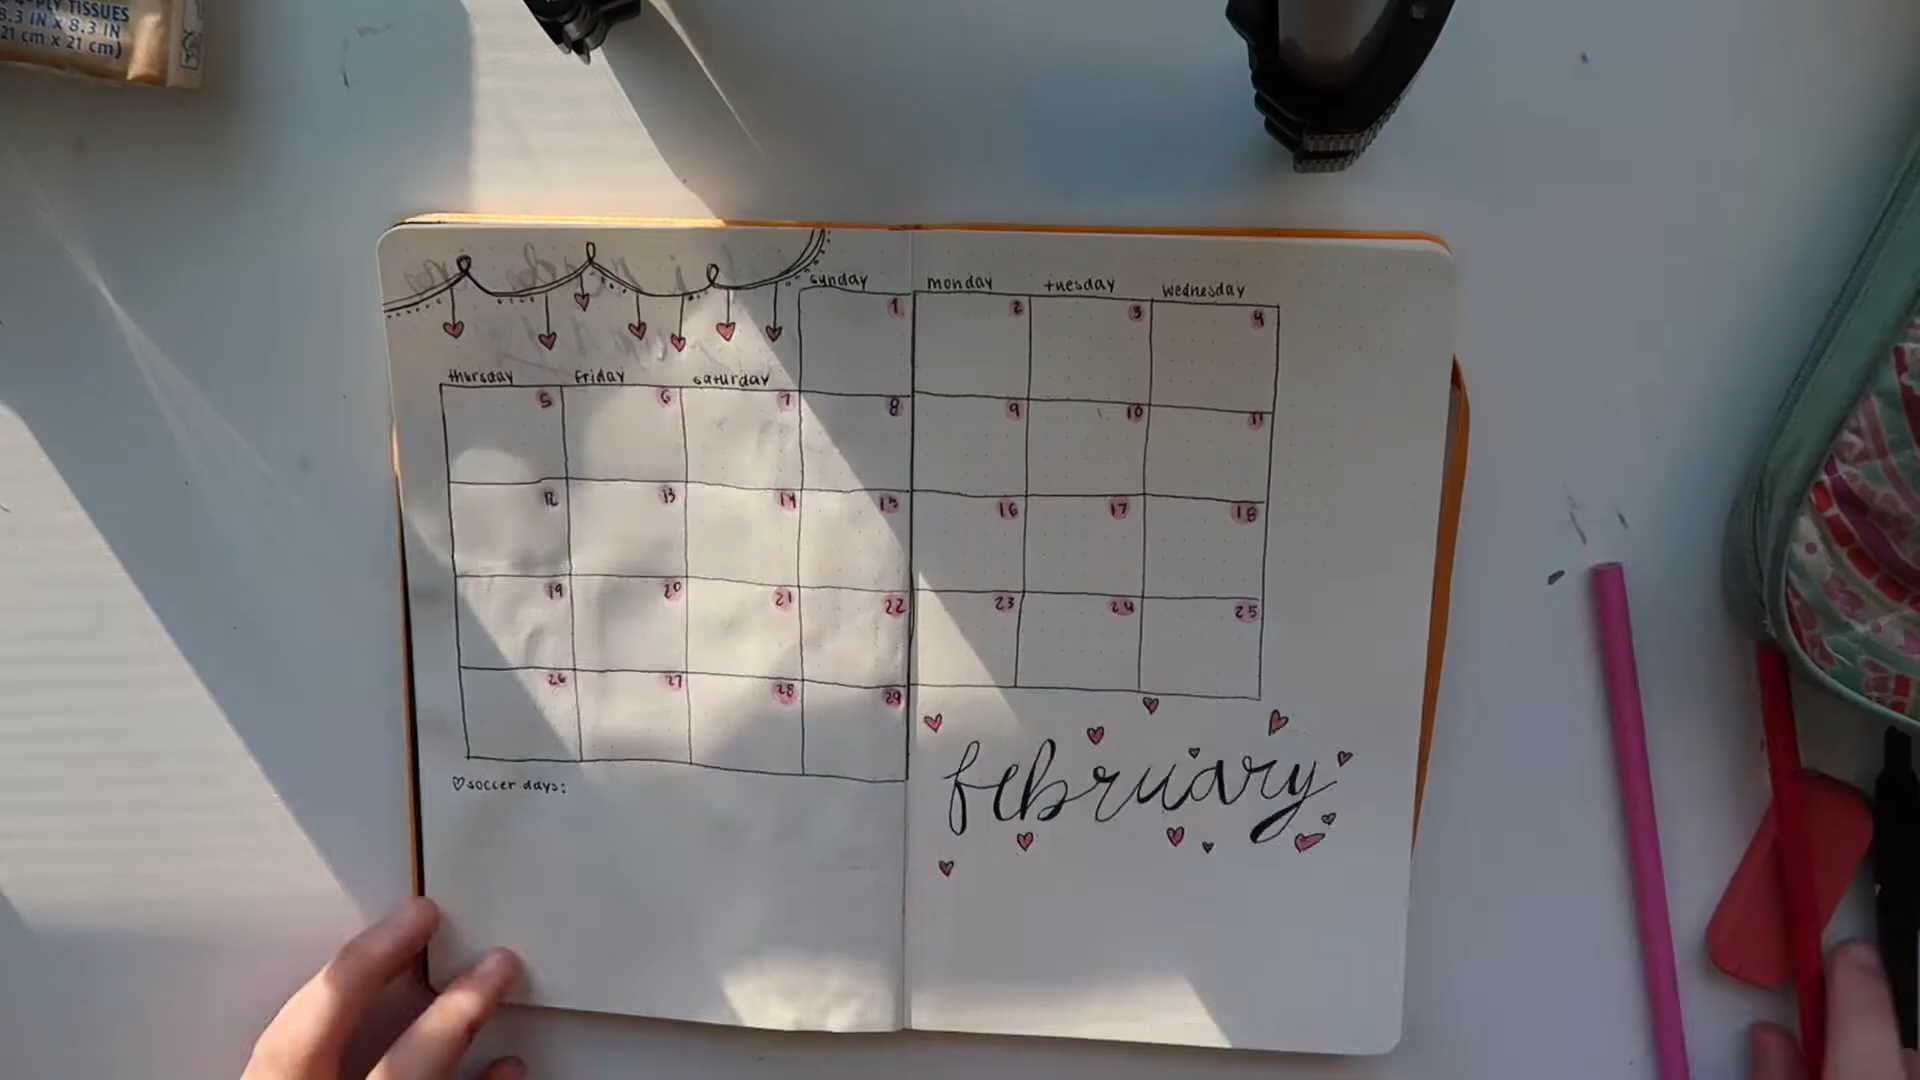 PLY TISSUES
8.3 IN X 8.3 IN
21 cm x 21 cm)
sunday monday tuesday wednesday
1 2 3 4
thursday friday saturday
5 6 7 8 9 10 11
12 13 14 15 16 17 18
19 20 21 22 23 24 25
26 27 28 29
♡soccer days:
february